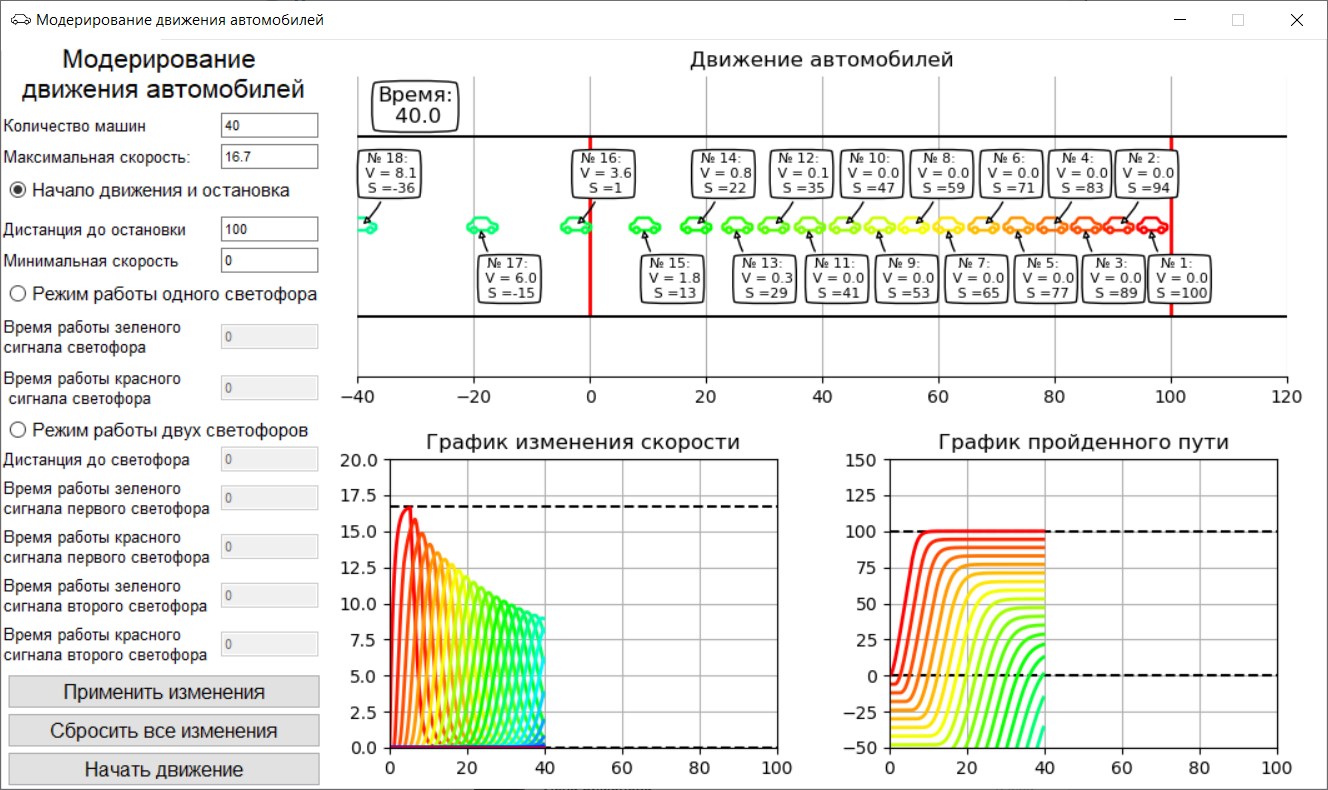 Модерирование движения автомобилей
Модерирование
движения автомобилей
Количество машин
40
Максимальная скорость:
16.7
Начало движения и остановка
Дистанция до остановки
100
Минимальная скорость
0
Режим работы одного светофора
Время работы зеленого
сигнала светофора
0
Время работы красного
сигнала светофора
0
Режим работы двух светофоров
Дистанция до светофора
0
Время работы зеленого
сигнала первого светофора
0
Время работы красного
сигнала первого светофора
0
Время работы зеленого
сигнала второго светофора
0
Время работы красного
сигнала второго светофора
0
Применить изменения
Сбросить все изменения
Начать движение
Движение автомобилей
Время:
40.0
№ 18:
V = 8.1
S =-36
№ 16:
V = 3.6
S =1
№ 14:
V = 0.8
S =22
№ 12:
V = 0.1
S =35
№ 10:
V = 0.0
S =47
№ 8:
V = 0.0
S =59
№ 6:
V = 0.0
S =71
№ 4:
V = 0.0
S =83
№ 2:
V = 0.0
S =94
№ 17:
V = 6.0
S =-15
№ 15:
V = 1.8
S =13
№ 13:
V = 0.3
S =29
№ 11:
V = 0.0
S =41
№ 9:
V = 0.0
S =53
№ 7:
V = 0.0
S =65
№ 5:
V = 0.0
S =77
№ 3:
V = 0.0
S =89
№ 1:
V = 0.0
S =100
−40 −20 0 20 40 60 80 100 120
График изменения скорости
20.0
17.5
15.0
12.5
10.0
7.5
5.0
2.5
0.0
0 20 40 60 80 100
График пройденного пути
150
125
100
75
50
25
0
−25
−50
0 20 40 60 80 100